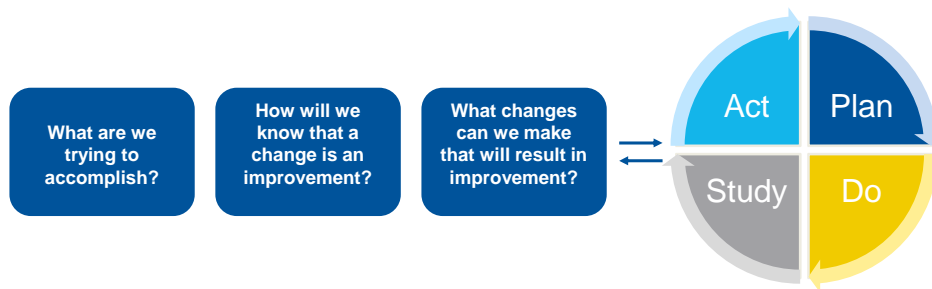 What are we
trying to
accomplish?
How will we
know that a
change is an
improvement?
What changes
can we make
that will result in
improvement?
Act
Plan
Study
Do